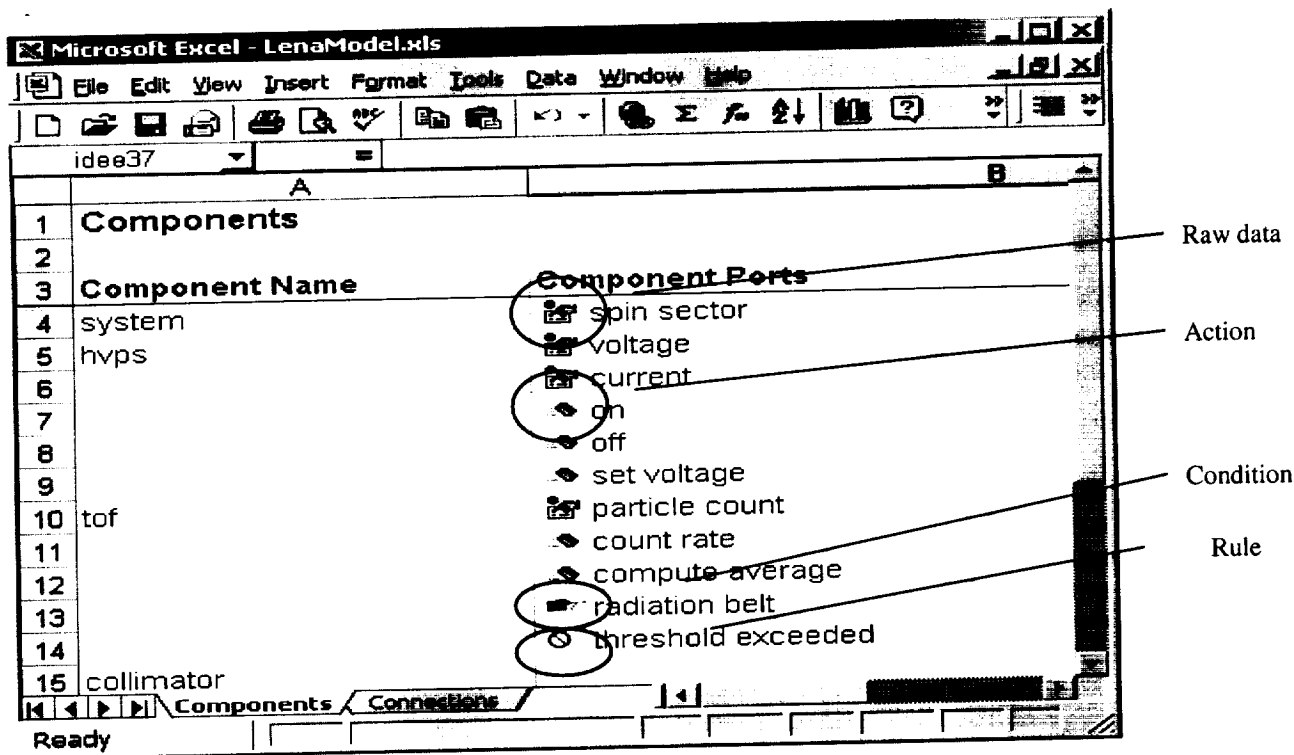 Microsoft Excel - LenaModel.xls
File Edit View Insert Format Tools Data Window Help
idee37 =
A B
1 Components
2
3 Component Name Component Ports
4 system spin sector
5 hvps voltage
6 current
7 on
8 off
9 set voltage
10 tof particle count
11 count rate
12 compute average
13 radiation belt
14 threshold exceeded
15 collimator
Components Connections
Ready
Raw data
Action
Condition
Rule